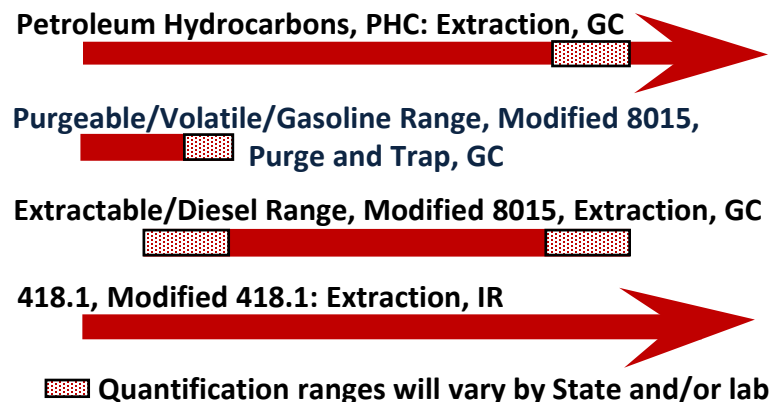 Petroleum Hydrocarbons, PHC: Extraction, GC
Purgeable/Volatile/Gasoline Range, Modified 8015,
Purge and Trap, GC
Extractable/Diesel Range, Modified 8015, Extraction, GC
418.1, Modified 418.1: Extraction, IR
Quantification ranges will vary by State and/or lab